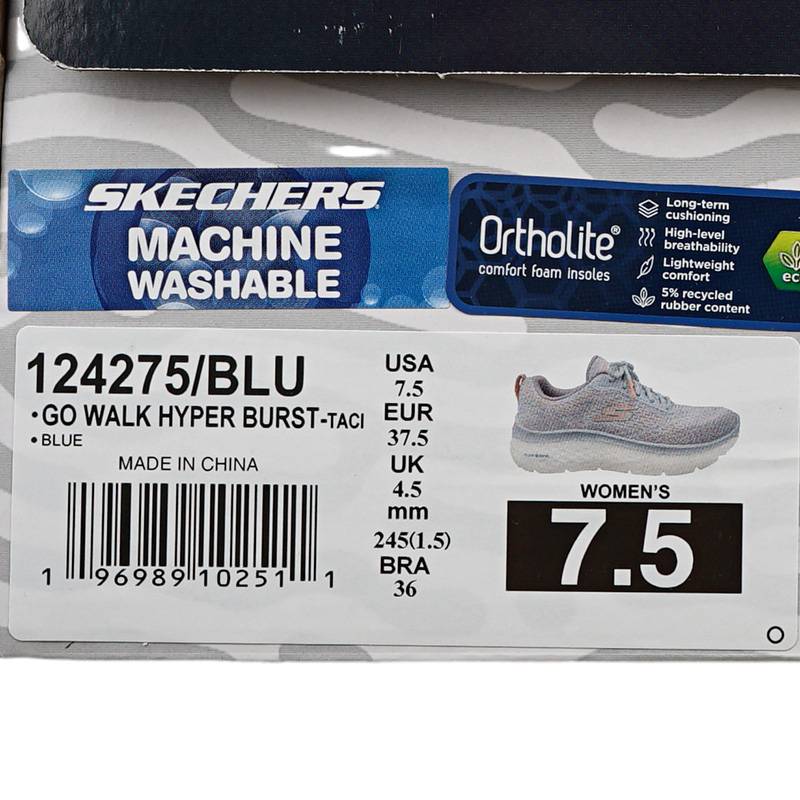 SKECHERS
MACHINE
WASHABLE
Ortholite®
comfort foam insoles
Long-term
cushioning
High-level
breathability
Lightweight
comfort
5% recycled
rubber content
ec
124275/BLU
•GO WALK HYPER BURST-TACI
•BLUE
MADE IN CHINA
1 96989 10251 1
USA
7.5
EUR
37.5
UK
4.5
mm
245(1.5)
BRA
36
WOMEN'S
7.5